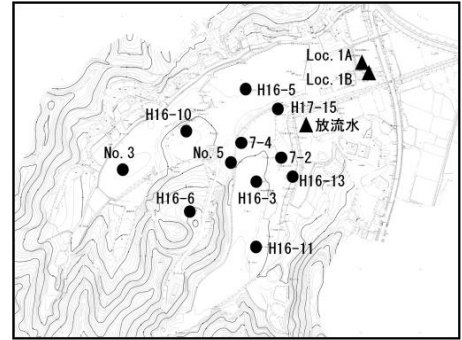 Loc. 1A
Loc. 1B
H16-5
H17-15
放流水
H16-10
7-4
No. 3
No. 5
7-2
H16-13
H16-3
H16-6
H16-11